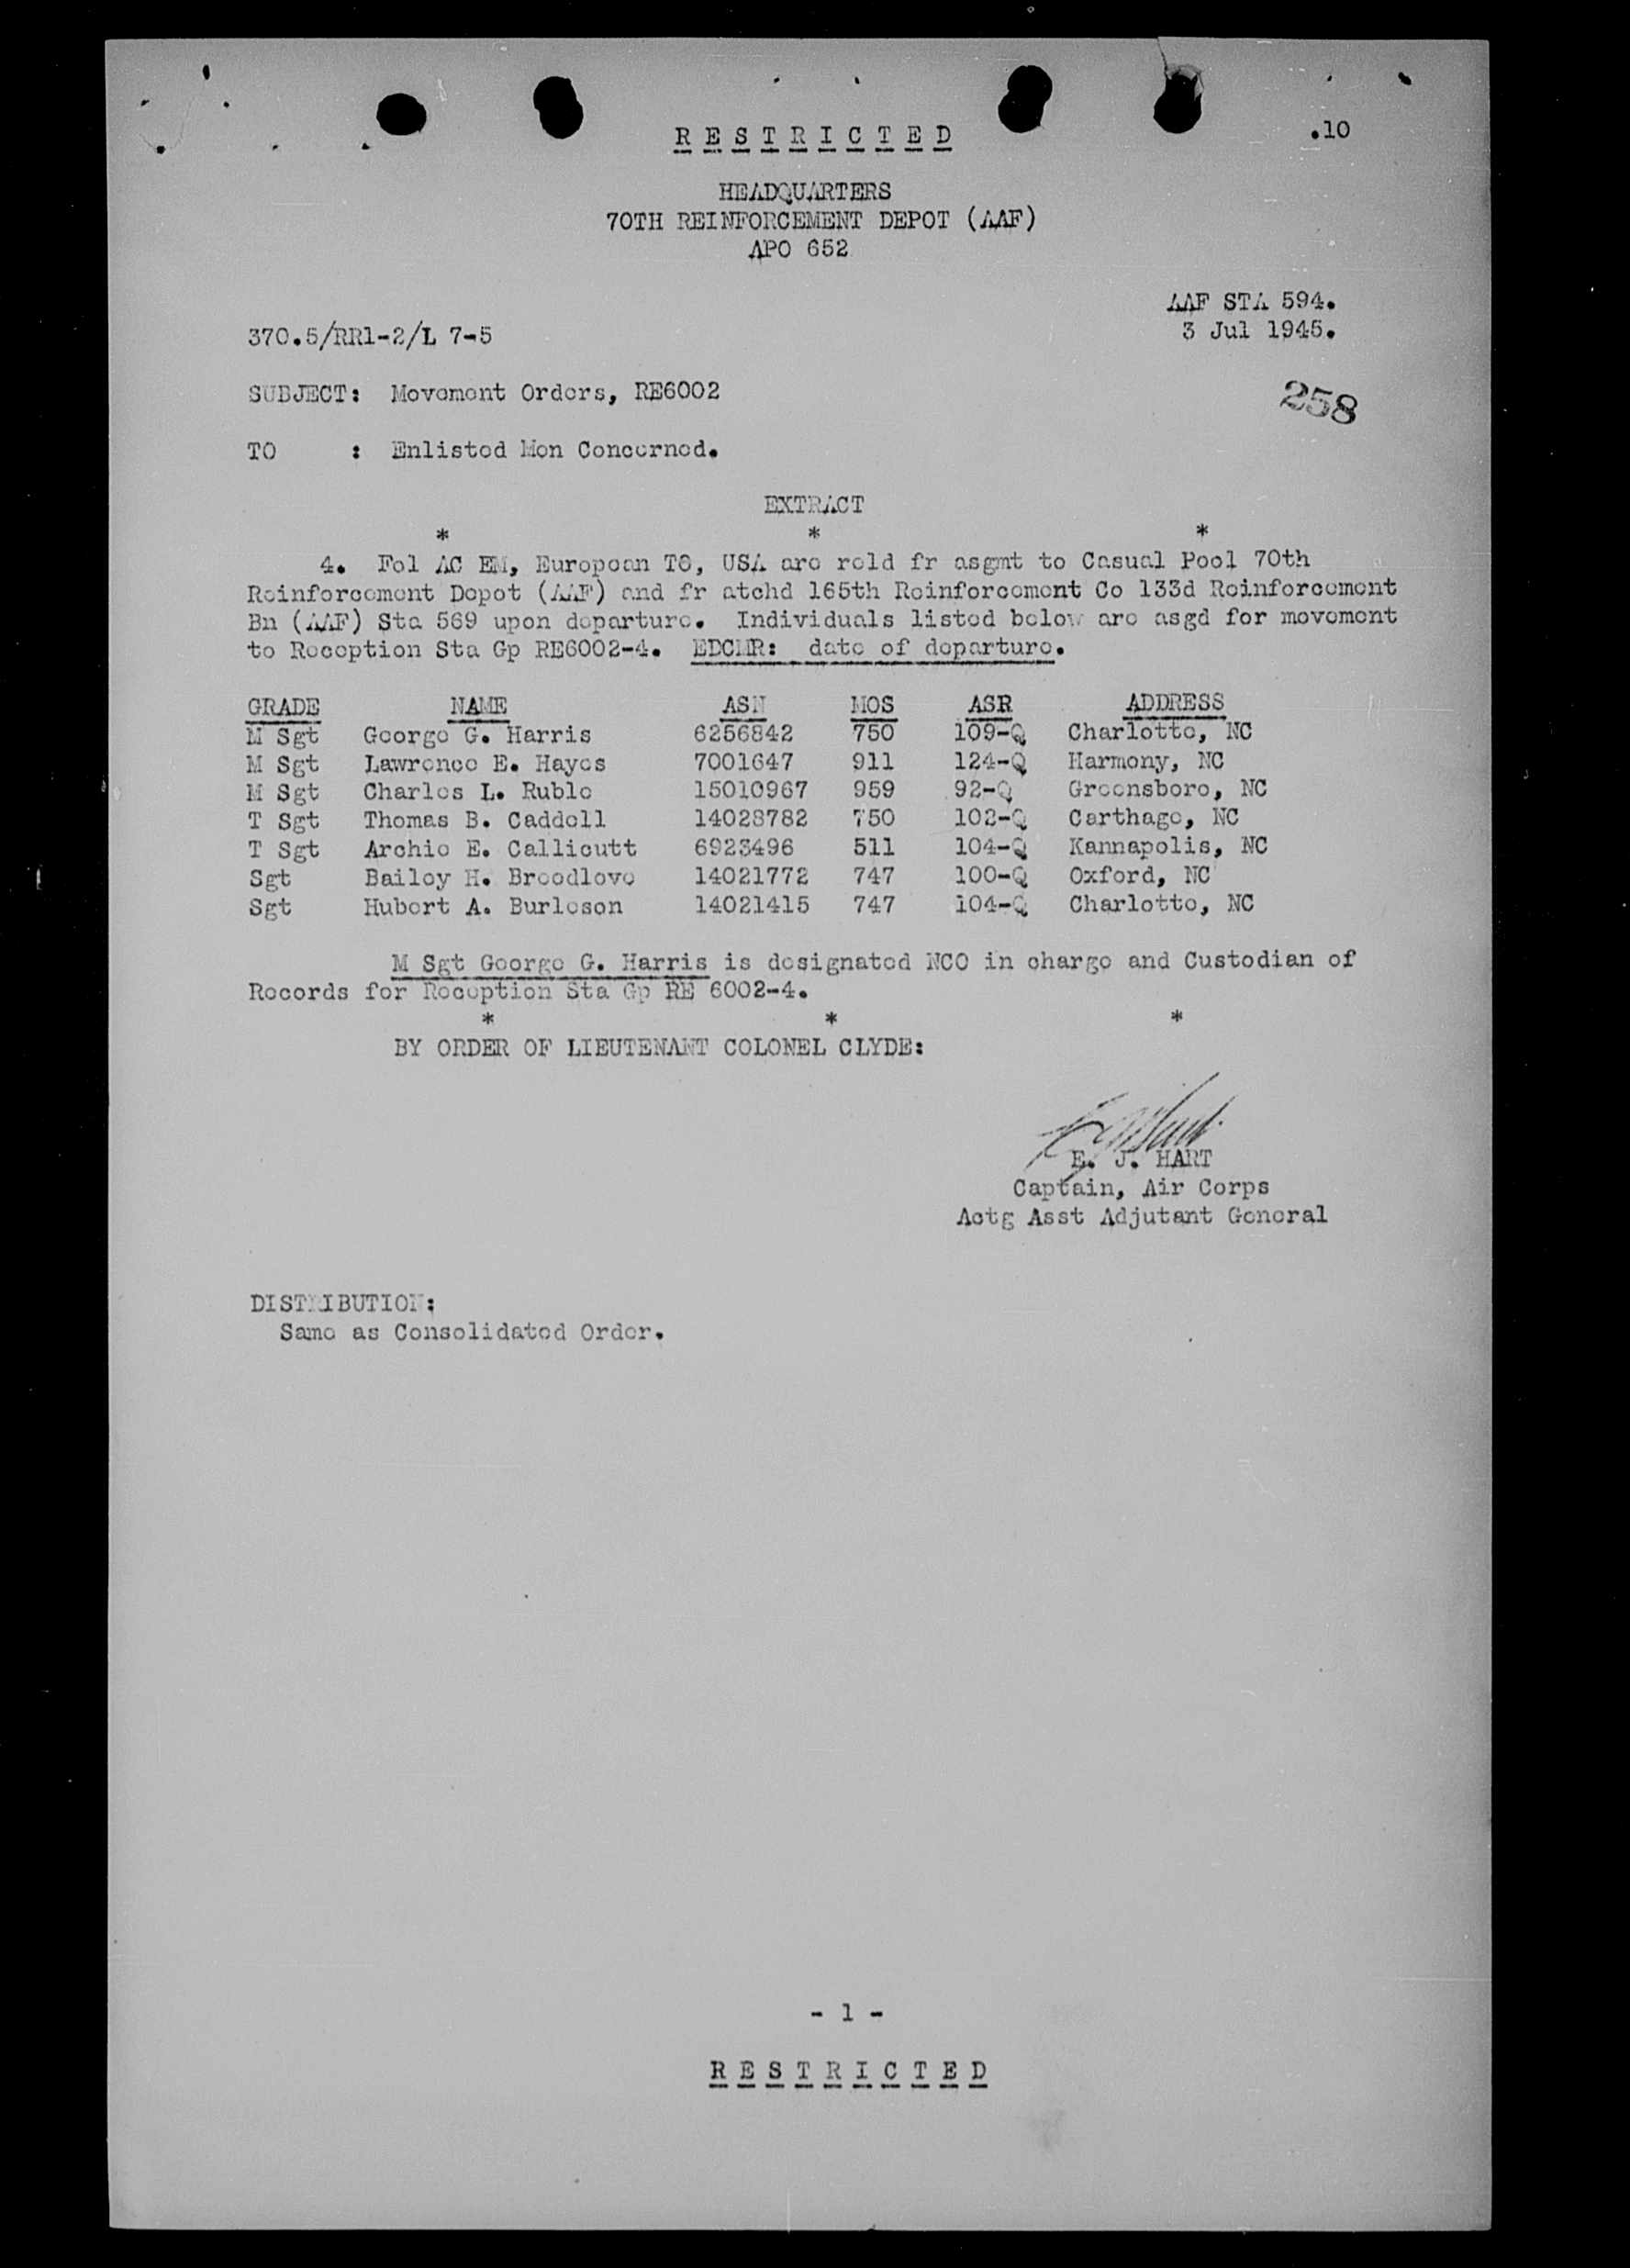 RESTRICTED
.10
HEADQUARTERS
70TH REINFORCEMENT DEPOT (AAF)
APO 652
AAF STA 594.
370.5/RR1-2/L 7-5
3 Jul 1945.
SUBJECT: Movement Orders, RE6002
258
TO : Enlisted Men Concerned.
EXTRACT
* * *
4. Fol AC EM, European TO, USA are reld fr asgmt to Casual Pool 70th
Reinforcement Depot (AAF) and fr atchd 165th Reinforcement Co 133d Reinforcement
Bn (AAF) Sta 569 upon departure. Individuals listed below are asgd for movement
to Reception Sta Gp RE6002-4. EDCMR: date of departure.
GRADE NAME ASN MOS ASR ADDRESS
M Sgt George G. Harris 6256842 750 109-Q Charlotte, NC
M Sgt Lawrence E. Hayes 7001647 911 124-Q Harmony, NC
M Sgt Charles L. Ruble 15010967 959 92-Q Greensboro, NC
T Sgt Thomas B. Caddell 14028782 750 102-Q Carthage, NC
T Sgt Archie E. Callicutt 6923496 511 104-Q Kannapolis, NC
Sgt Bailey H. Breedlove 14021772 747 100-Q Oxford, NC
Sgt Hubert A. Burleson 14021415 747 104-Q Charlotte, NC
M Sgt George G. Harris is designated NCO in charge and Custodian of
Records for Reception Sta Gp RE 6002-4.
* * *
BY ORDER OF LIEUTENANT COLONEL CLYDE:
E. J. HART
Captain, Air Corps
Actg Asst Adjutant General
DISTRIBUTION:
Same as Consolidated Order.
- 1 -
RESTRICTED